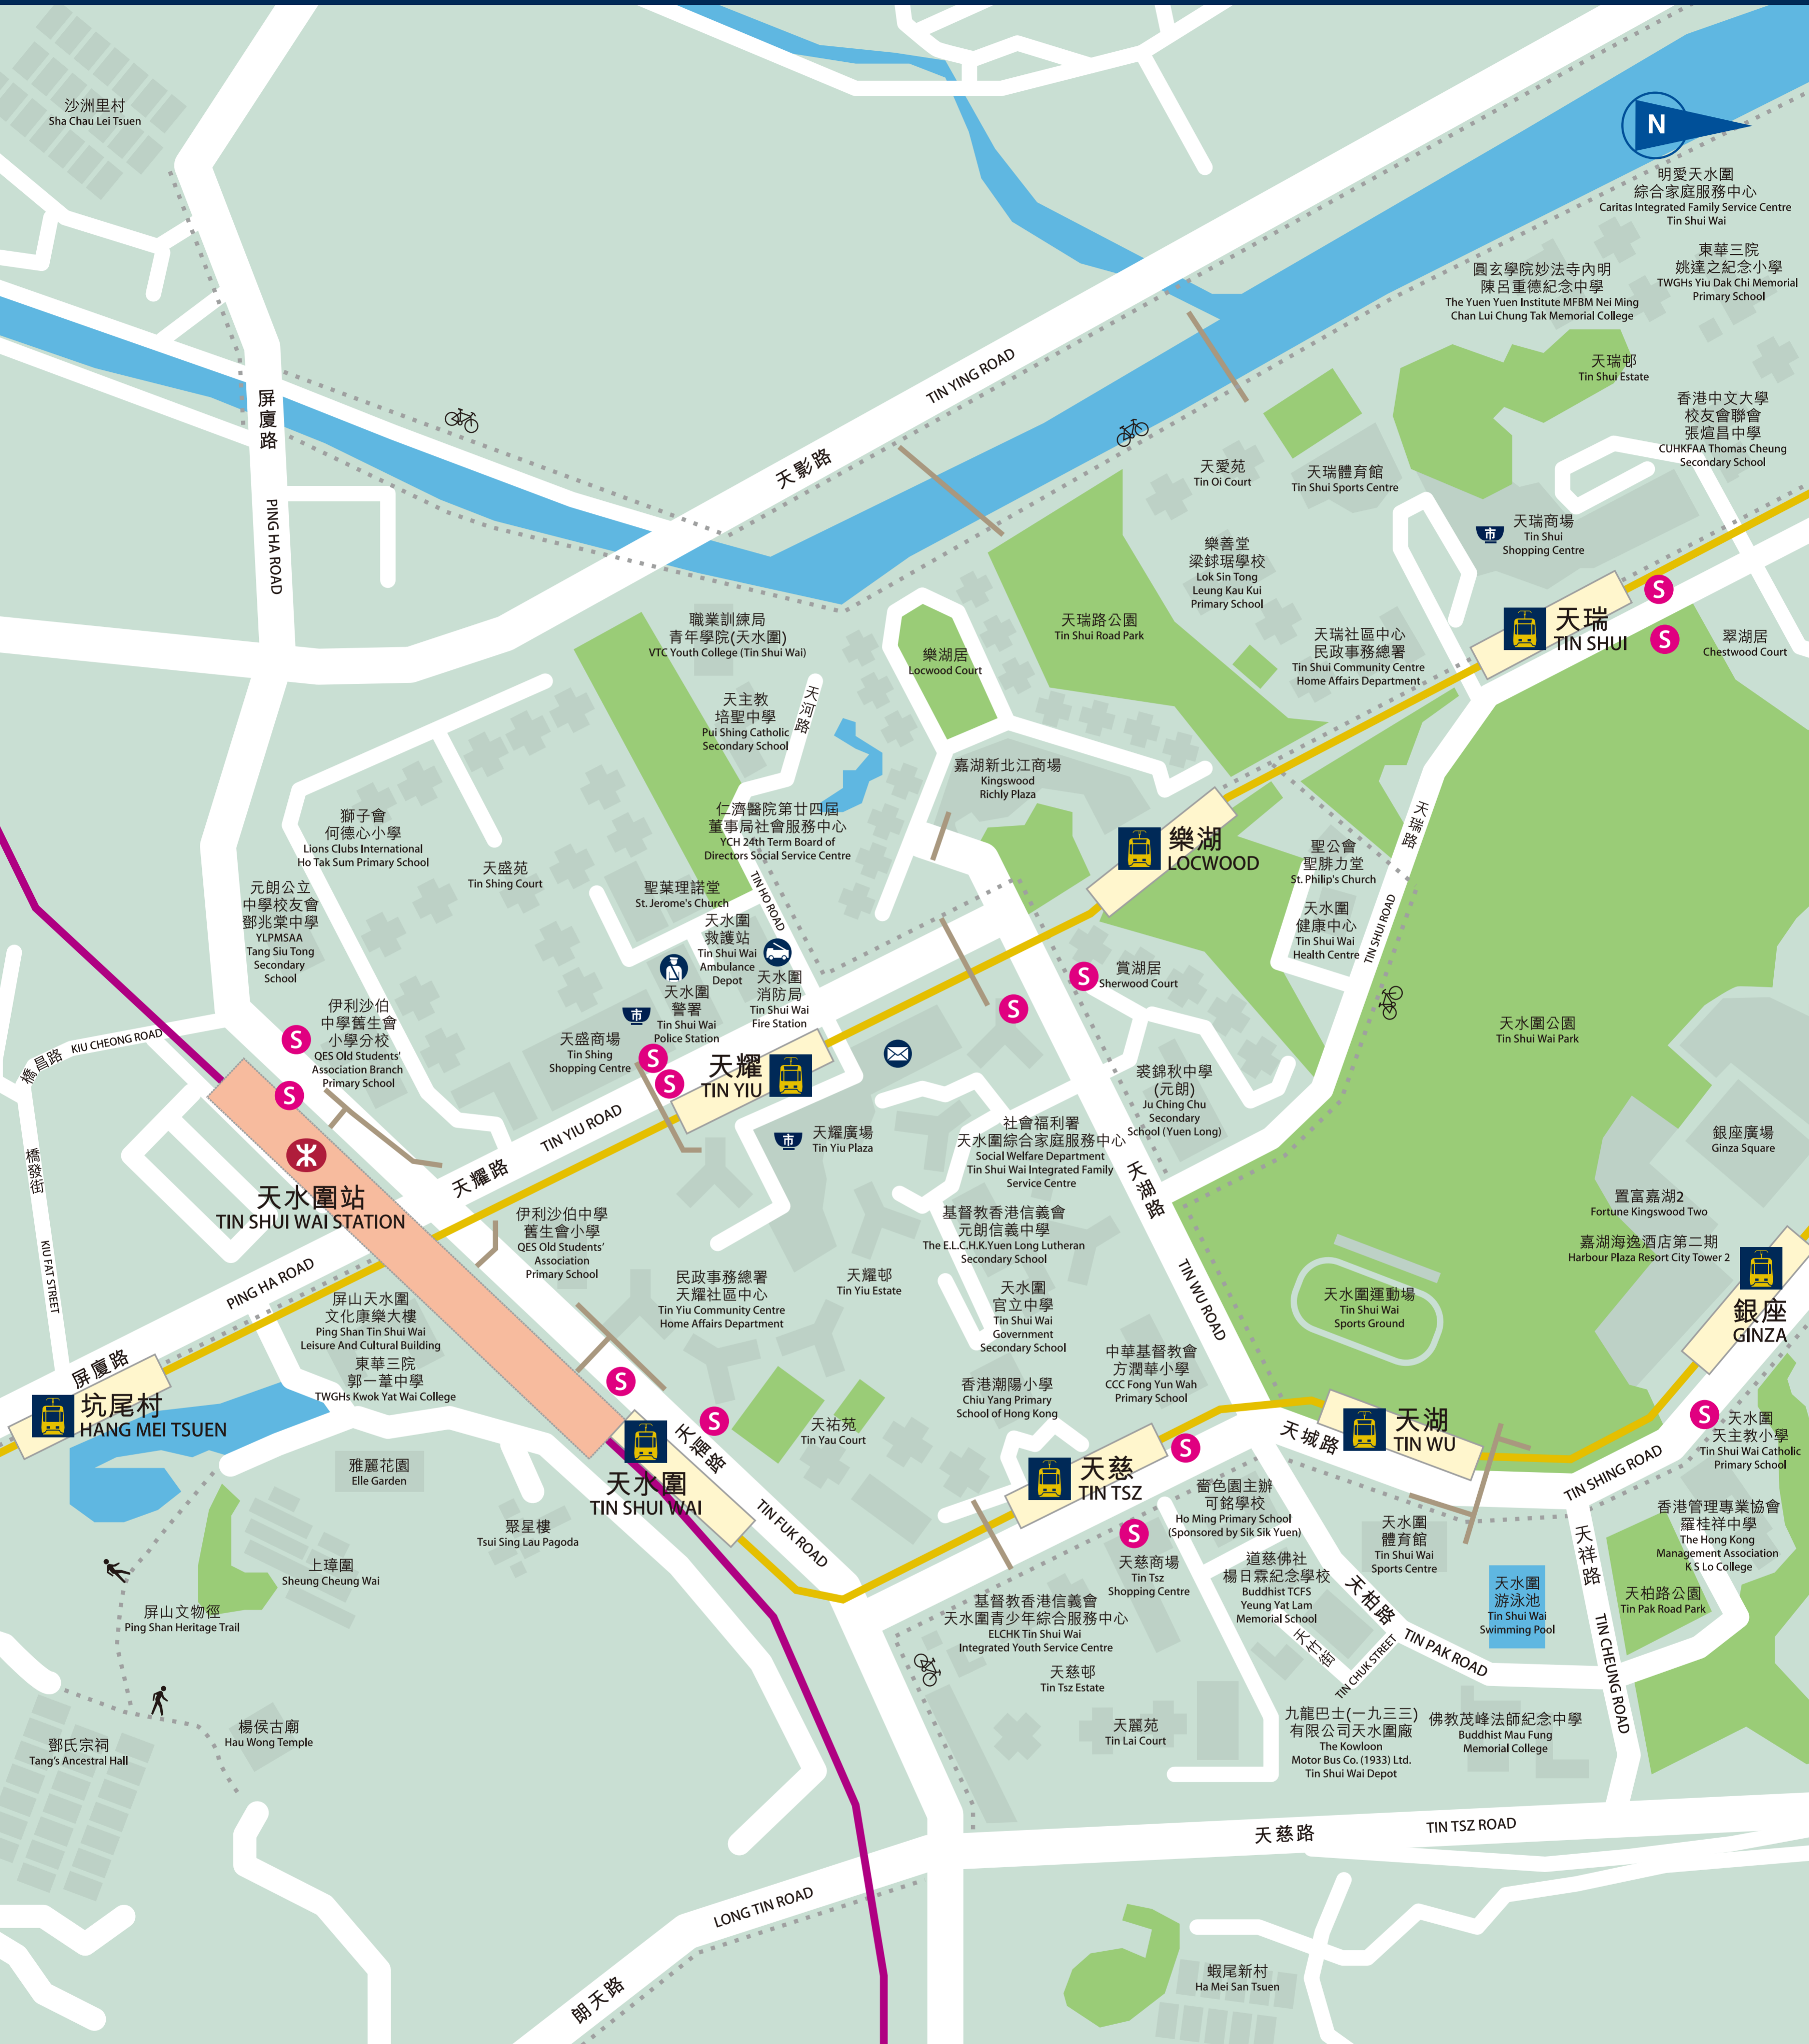 沙洲里村
Sha Chau Lei Tsuen
N
明愛天水圍
綜合家庭服務中心
Caritas Integrated Family Service Centre
Tin Shui Wai
東華三院
姚達之紀念小學
TWGHs Yiu Dak Chi Memorial
Primary School
圓玄學院妙法寺內明
陳呂重德紀念中學
The Yuen Yuen Institute MFBM Nei Ming
Chan Lui Chung Tak Memorial College
天瑞邨
Tin Shui Estate
香港中文大學
校友會聯會
張煊昌中學
CUHKFAA Thomas Cheung
Secondary School
屏廈路
PING HA ROAD
TIN YING ROAD
天影路
天愛苑
Tin Oi Court
天瑞體育館
Tin Shui Sports Centre
市
天瑞商場
Tin Shui
Shopping Centre
樂善堂
梁銶琚學校
Lok Sin Tong
Leung Kau Kui
Primary School
天瑞路公園
Tin Shui Road Park
天瑞社區中心
民政事務總署
Tin Shui Community Centre
Home Affairs Department
天瑞
TIN SHUI
S
S
翠湖居
Chestwood Court
職業訓練局
青年學院(天水圍)
VTC Youth College (Tin Shui Wai)
樂湖居
Locwood Court
天主教
培聖中學
Pui Shing Catholic
Secondary School
天河路
嘉湖新北江商場
Kingswood
Richly Plaza
獅子會
何德心小學
Lions Clubs International
Ho Tak Sum Primary School
仁濟醫院第廿四屆
董事局社會服務中心
YCH 24th Term Board of
Directors Social Service Centre
TIN HO ROAD
天盛苑
Tin Shing Court
樂湖
LOCWOOD
天瑞路
TIN SHUI ROAD
聖公會
聖腓力堂
St. Philip's Church
天水圍
健康中心
Tin Shui Wai
Health Centre
元朗公立
中學校友會
鄧兆棠中學
YLPMSAA
Tang Siu Tong
Secondary
School
聖葉理諾堂
St. Jerome's Church
天水圍
救護站
Tin Shui Wai
Ambulance
Depot
天水圍
消防局
Tin Shui Wai
Fire Station
天水圍
警署
Tin Shui Wai
Police Station
市
天盛商場
Tin Shing
Shopping Centre
S
S
天耀
TIN YIU
S
賞湖居
Sherwood Court
S
天水圍公園
Tin Shui Wai Park
橋昌路
KIU CHEONG ROAD
S
伊利沙伯
中學舊生會
小學分校
QES Old Students'
Association Branch
Primary School
S
天水圍站
TIN SHUI WAI STATION
橋發街
KIU FAT STREET
天耀路
TIN YIU ROAD
市
天耀廣場
Tin Yiu Plaza
裘錦秋中學
(元朗)
Ju Ching Chu
Secondary
School (Yuen Long)
社會福利署
天水圍綜合家庭服務中心
Social Welfare Department
Tin Shui Wai Integrated Family
Service Centre
天湖路
TIN WU ROAD
基督教香港信義會
元朗信義中學
The E.L.C.H.K.Yuen Long Lutheran
Secondary School
銀座廣場
Ginza Square
置富嘉湖2
Fortune Kingswood Two
嘉湖海逸酒店第二期
Harbour Plaza Resort City Tower 2
銀座
GINZA
伊利沙伯中學
舊生會小學
QES Old Students'
Association
Primary School
民政事務總署
天耀社區中心
Tin Yiu Community Centre
Home Affairs Department
天耀邨
Tin Yiu Estate
天水圍
官立中學
Tin Shui Wai
Government
Secondary School
天水圍運動場
Tin Shui Wai
Sports Ground
PING HA ROAD
屏廈路
屏山天水圍
文化康樂大樓
Ping Shan Tin Shui Wai
Leisure And Cultural Building
東華三院
郭一葦中學
TWGHs Kwok Yat Wai College
坑尾村
HANG MEI TSUEN
中華基督教會
方潤華小學
CCC Fong Yun Wah
Primary School
香港潮陽小學
Chiu Yang Primary
School of Hong Kong
S
S
天福路
TIN FUK ROAD
天祐苑
Tin Yau Court
天水圍
TIN SHUI WAI
雅麗花園
Elle Garden
聚星樓
Tsui Sing Lau Pagoda
天慈
TIN TSZ
S
S
天城路
天湖
TIN WU
S
天水圍
天主教小學
Tin Shui Wai Catholic
Primary School
TIN SHING ROAD
嗇色園主辦
可銘學校
Ho Ming Primary School
(Sponsored by Sik Sik Yuen)
天水圍
體育館
Tin Shui Wai
Sports Centre
香港管理專業協會
羅桂祥中學
The Hong Kong
Management Association
K S Lo College
上璋圍
Sheung Cheung Wai
屏山文物徑
Ping Shan Heritage Trail
天慈商場
Tin Tsz
Shopping Centre
道慈佛社
楊日霖紀念學校
Buddhist TCFS
Yeung Yat Lam
Memorial School
天柏路
TIN PAK ROAD
天水圍
游泳池
Tin Shui Wai
Swimming Pool
天祥路
TIN CHEUNG ROAD
天柏路公園
Tin Pak Road Park
基督教香港信義會
天水圍青少年綜合服務中心
ELCHK Tin Shui Wai
Integrated Youth Service Centre
天竹街
TIN CHUK STREET
天慈邨
Tin Tsz Estate
天麗苑
Tin Lai Court
九龍巴士(一九三三)
有限公司天水圍廠
The Kowloon
Motor Bus Co. (1933) Ltd.
Tin Shui Wai Depot
佛教茂峰法師紀念中學
Buddhist Mau Fung
Memorial College
鄧氏宗祠
Tang's Ancestral Hall
楊侯古廟
Hau Wong Temple
天慈路
TIN TSZ ROAD
LONG TIN ROAD
朗天路
蝦尾新村
Ha Mei San Tsuen